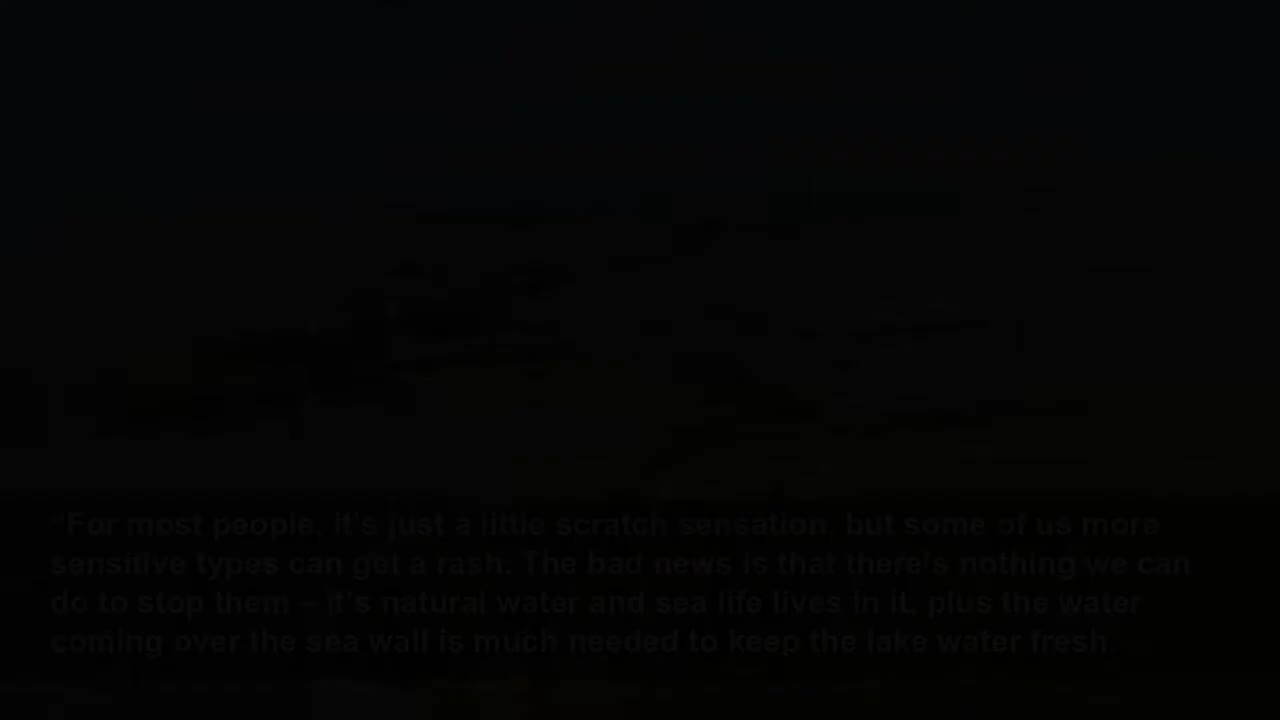 "For most people, it's just a little scratch sensation, but some of us more
sensitive types can get a rash. The bad news is that there's nothing we can
do to stop them – it's natural water and sea life lives in it, plus the water
coming over the sea wall is much needed to keep the lake water fresh.